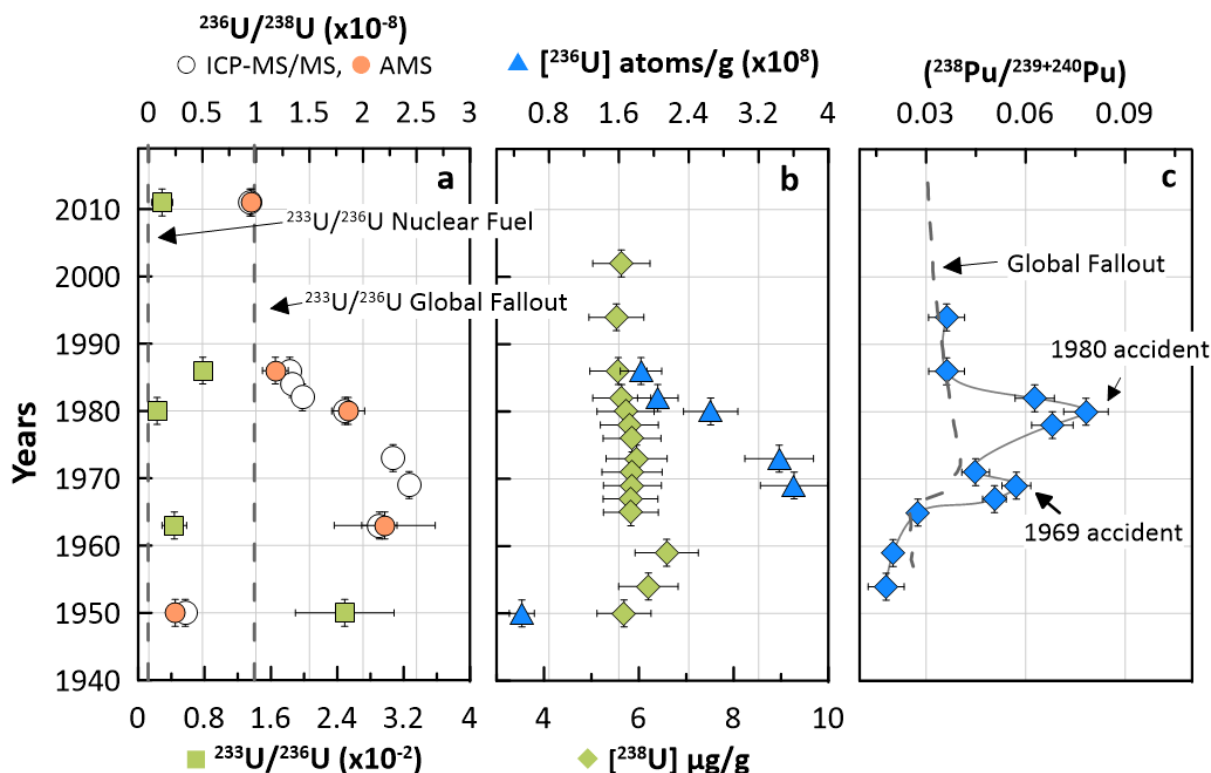 ²³⁶U/²³⁸U (x10⁻⁸)
ICP-MS/MS, AMS
[²³⁶U] atoms/g (x10⁸)
(²³⁸Pu/²³⁹⁺²⁴⁰Pu)
0 0.5 1 1.5 2 2.5 3
0.8 1.6 2.4 3.2 4
0.03 0.06 0.09
a
b
c
Years
2010
2000
1990
1980
1970
1960
1950
1940
²³³U/²³⁶U Nuclear Fuel
²³³U/²³⁶U Global Fallout
Global Fallout
1980 accident
1969 accident
0 0.8 1.6 2.4 3.2 4
4 6 8 10
²³³U/²³⁶U (x10⁻²)
[²³⁸U] µg/g